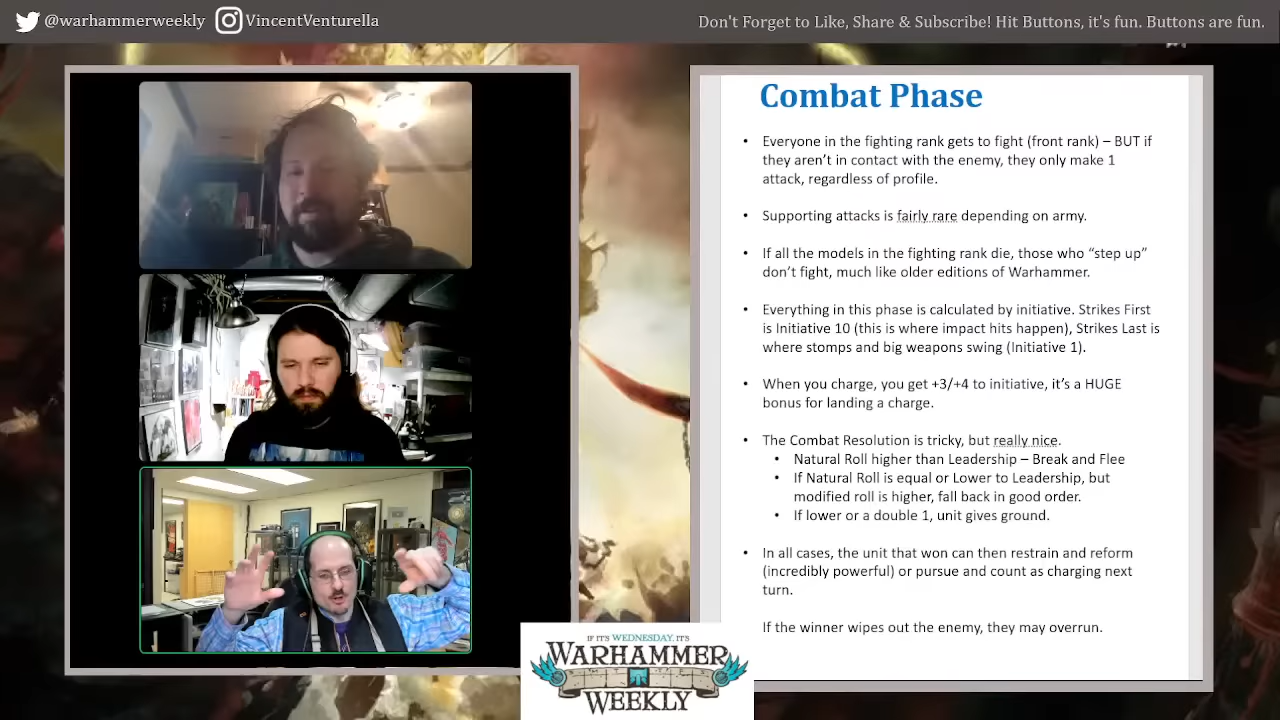 @warhammerweekly VincentVenturella
Don't Forget to Like, Share & Subscribe! Hit Buttons, it's fun. Buttons are fun.
Combat Phase
• Everyone in the fighting rank gets to fight (front rank) – BUT if
they aren't in contact with the enemy, they only make 1
attack, regardless of profile.
• Supporting attacks is fairly rare depending on army.
• If all the models in the fighting rank die, those who “step up”
don't fight, much like older editions of Warhammer.
• Everything in this phase is calculated by initiative. Strikes First
is Initiative 10 (this is where impact hits happen), Strikes Last is
where stomps and big weapons swing (Initiative 1).
• When you charge, you get +3/+4 to initiative, it's a HUGE
bonus for landing a charge.
• The Combat Resolution is tricky, but really nice.
• Natural Roll higher than Leadership – Break and Flee
• If Natural Roll is equal or Lower to Leadership, but
modified roll is higher, fall back in good order.
• If lower or a double 1, unit gives ground.
• In all cases, the unit that won can then restrain and reform
(incredibly powerful) or pursue and count as charging next
turn.
If the winner wipes out the enemy, they may overrun.
IF IT'S WEDNESDAY, IT'S
WARHAMMER
WEEKLY